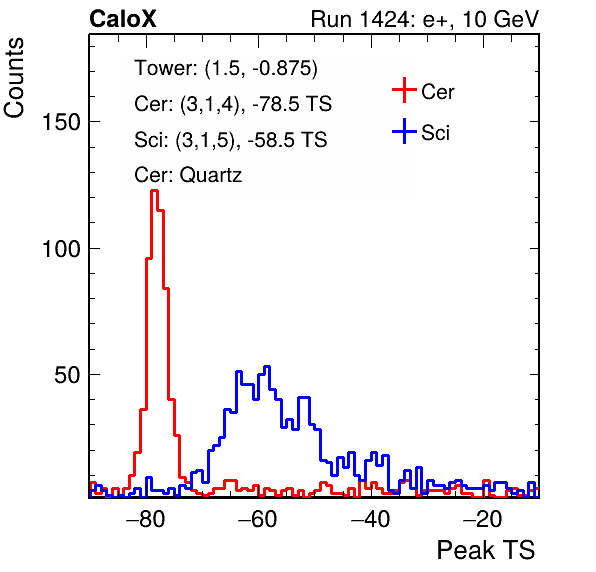 CaloX Run 1424: e+, 10 GeV
Counts
Tower: (1.5, -0.875)
Cer: (3,1,4), -78.5 TS
Sci: (3,1,5), -58.5 TS
Cer: Quartz
Cer
Sci
150
100
50
−80 −60 −40 −20
Peak TS